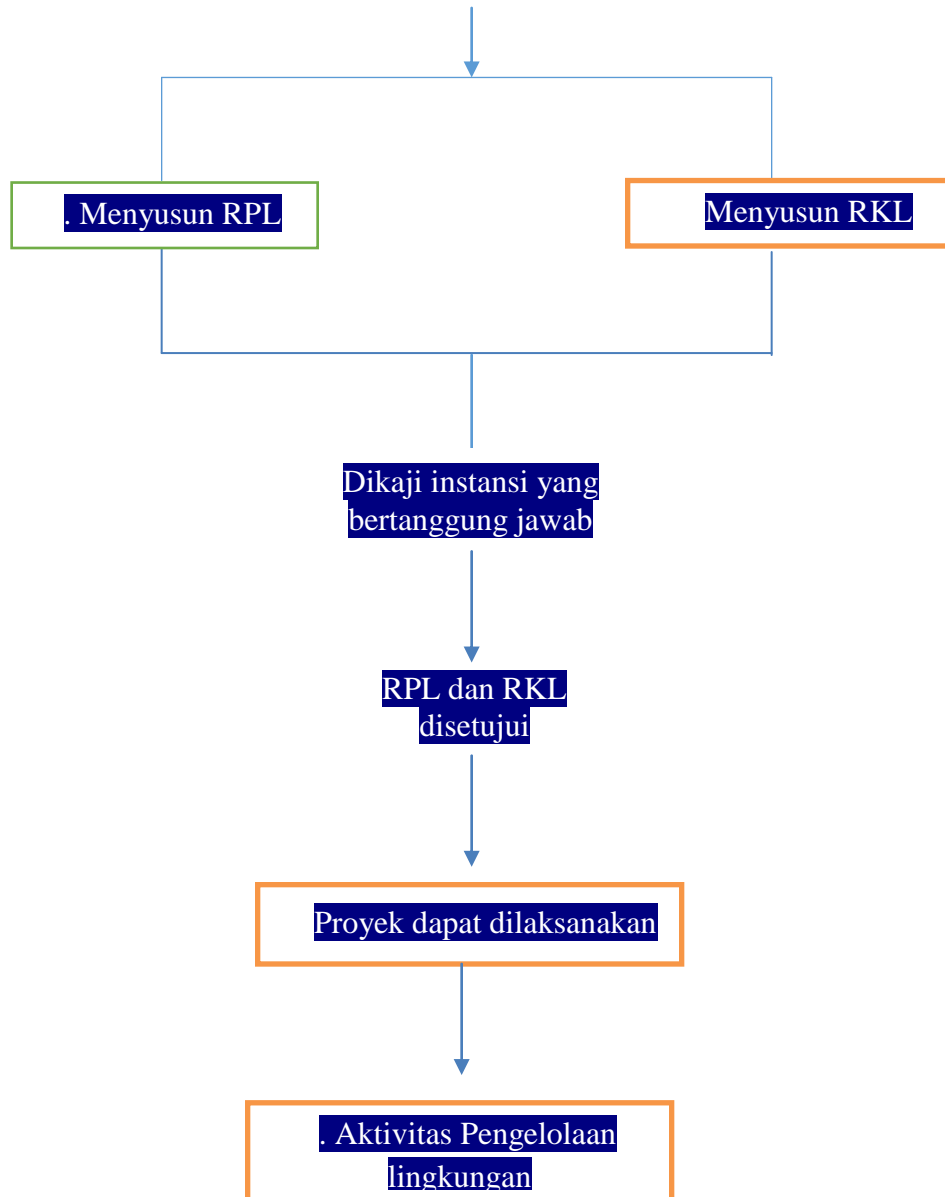 . Menyusun RPL
Menyusun RKL
Dikaji instansi yang
bertanggung jawab
RPL dan RKL
disetujui
Proyek dapat dilaksanakan
. Aktivitas Pengelolaan
lingkungan